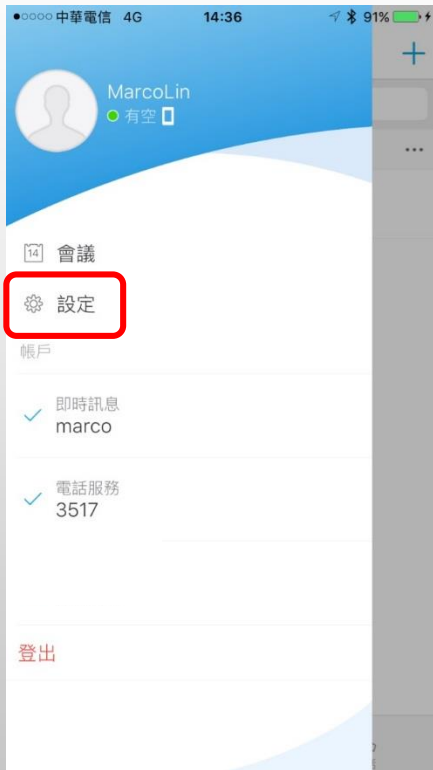 中華電信 4G 14:36 91%
MarcoLin
有空
14 會議
設定
帳戶
即時訊息
marco
電話服務
3517
登出